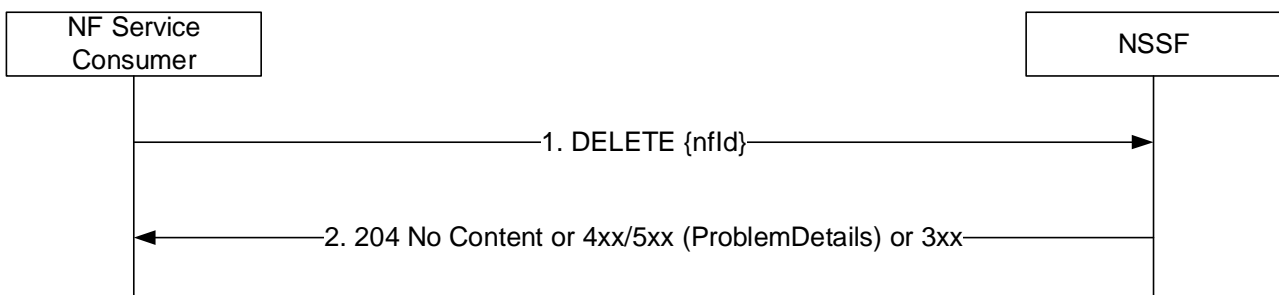 NF Service
Consumer
NSSF
1. DELETE {nfId}
2. 204 No Content or 4xx/5xx (ProblemDetails) or 3xx